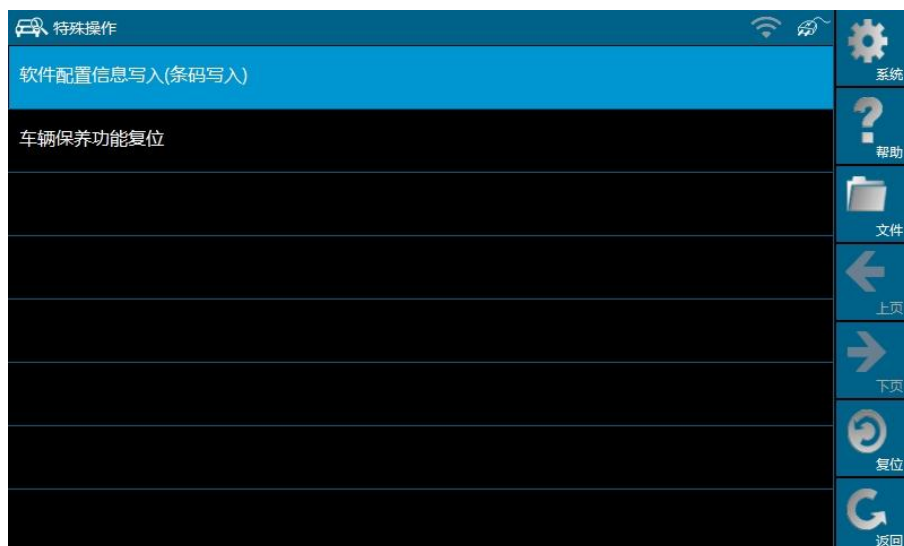 特殊操作
软件配置信息写入(条码写入)
车辆保养功能复位
系统
帮助
文件
上页
下页
复位
返回